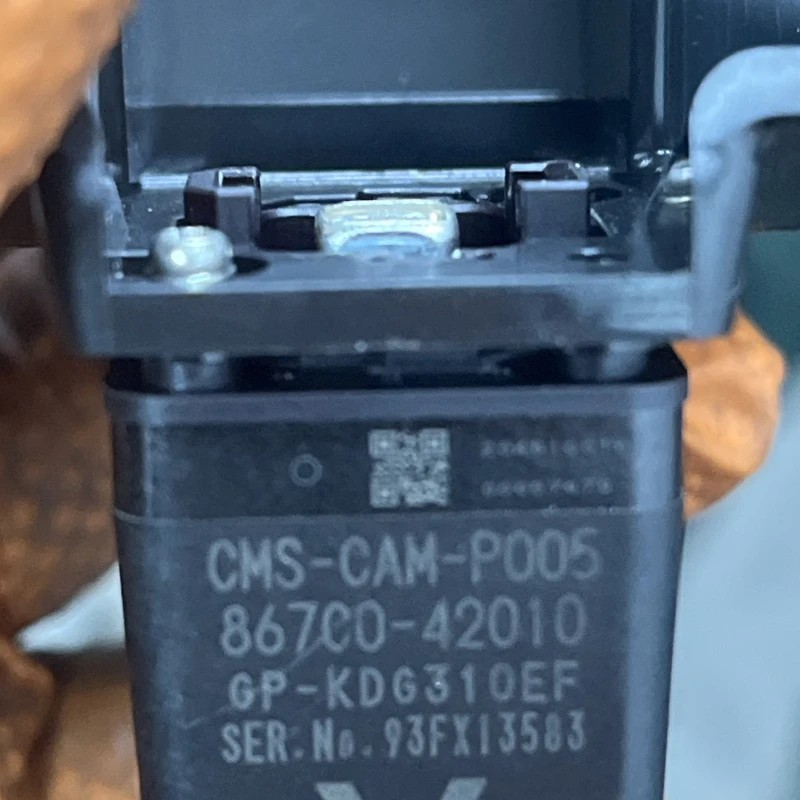 CMS-CAM-P005
867C0-42010
GP-KDG310EF
SER.No.93FX13583